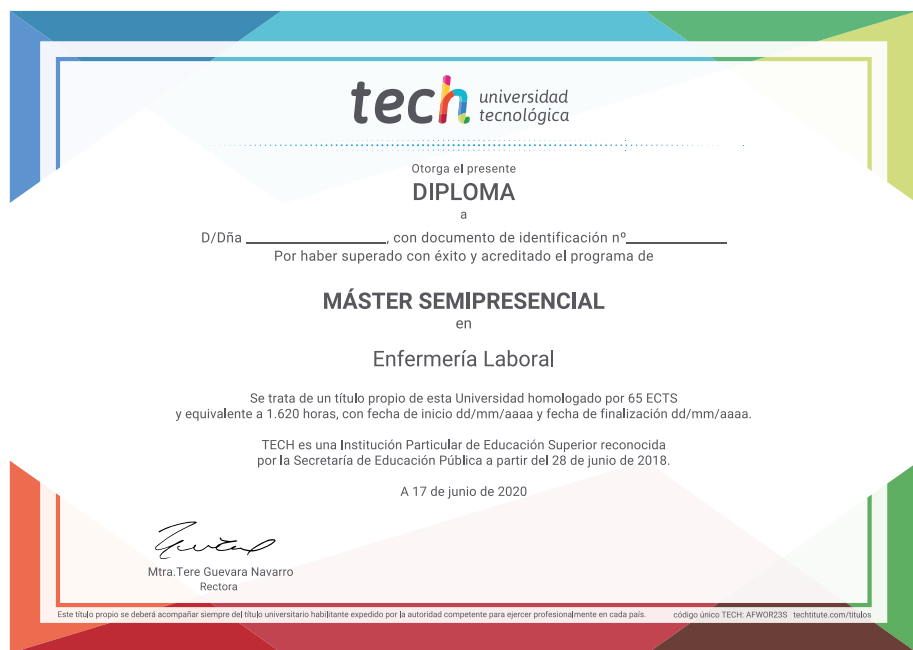 tech universidad
tecnológica
Otorga el presente
DIPLOMA
a
D/Dña ______________, con documento de identificación nº__________
Por haber superado con éxito y acreditado el programa de
MÁSTER SEMIPRESENCIAL
en
Enfermería Laboral
Se trata de un título propio de esta Universidad homologado por 65 ECTS
y equivalente a 1.620 horas, con fecha de inicio dd/mm/aaaa y fecha de finalización dd/mm/aaaa.
TECH es una Institución Particular de Educación Superior reconocida
por la Secretaría de Educación Pública a partir del 28 de junio de 2018.
A 17 de junio de 2020
Mtra.Tere Guevara Navarro
Rectora
Este título propio se deberá acompañar siempre del título universitario habilitante expedido por la autoridad competente para ejercer profesionalmente en cada país. código único TECH: AFWOR23S techtitute.com/titulos